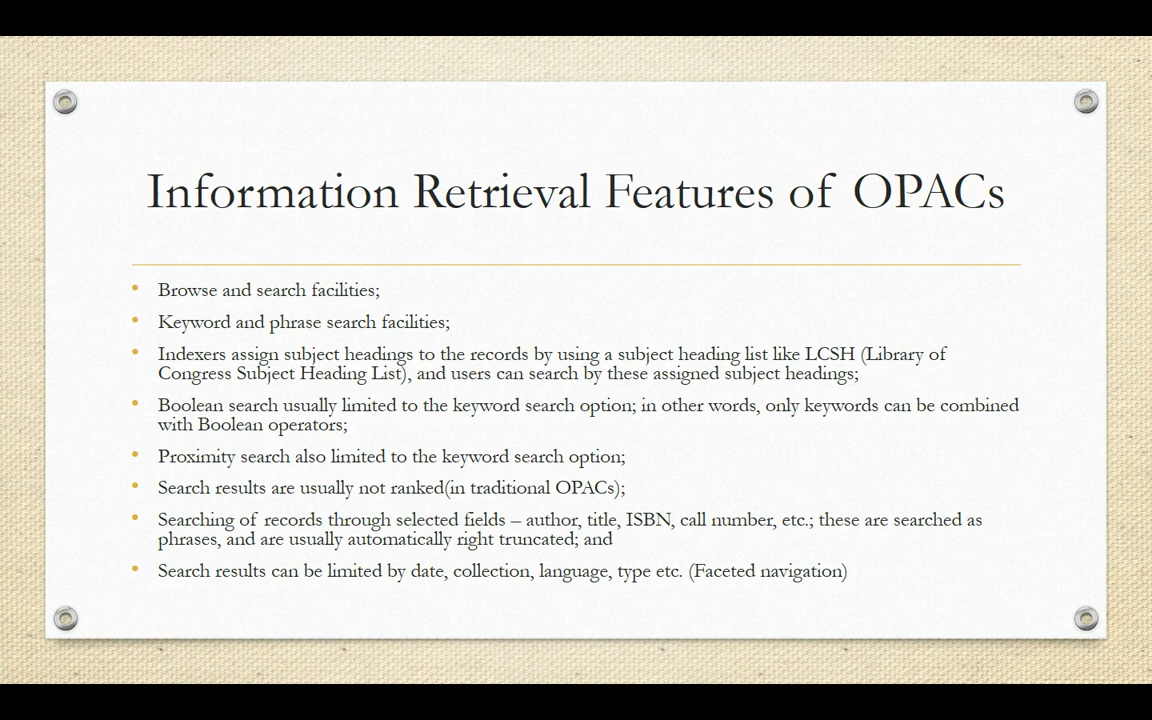 Information Retrieval Features of OPACs
• Browse and search facilities;
• Keyword and phrase search facilities;
• Indexers assign subject headings to the records by using a subject heading list like LCSH (Library of
Congress Subject Heading List), and users can search by these assigned subject headings;
• Boolean search usually limited to the keyword search option; in other words, only keywords can be combined
with Boolean operators;
• Proximity search also limited to the keyword search option;
• Search results are usually not ranked(in traditional OPACs);
• Searching of records through selected fields – author, title, ISBN, call number, etc.; these are searched as
phrases, and are usually automatically right truncated; and
• Search results can be limited by date, collection, language, type etc. (Faceted navigation)